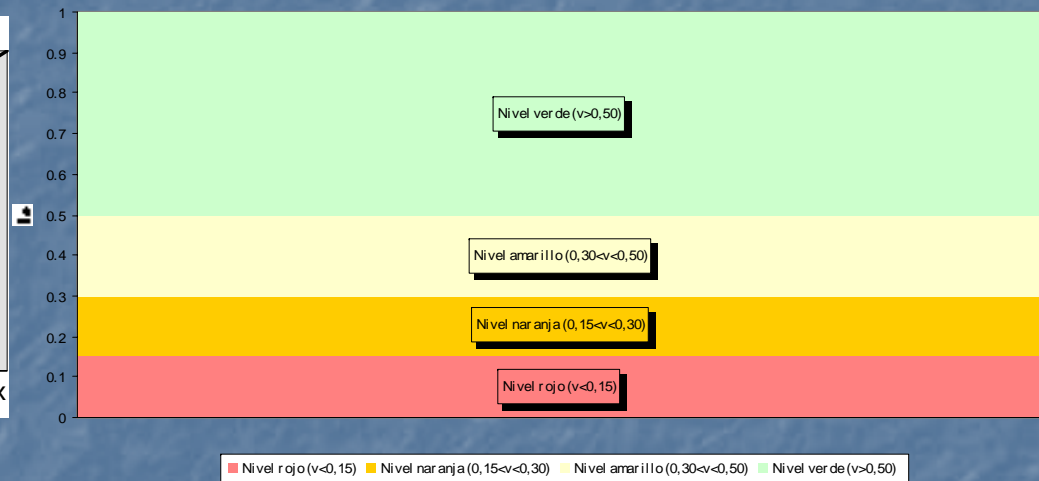 1
0.9
0.8
0.7
0.6
0.5
0.4
0.3
0.2
0.1
0
Nivel verde (v>0,50)
Nivel amarillo (0,30<v<0,50)
Nivel naranja (0,15<v<0,30)
Nivel rojo (v<0,15)
x
Nivel rojo (v<0,15) Nivel naranja (0,15<v<0,30) Nivel amarillo (0,30<v<0,50) Nivel verde (v>0,50)